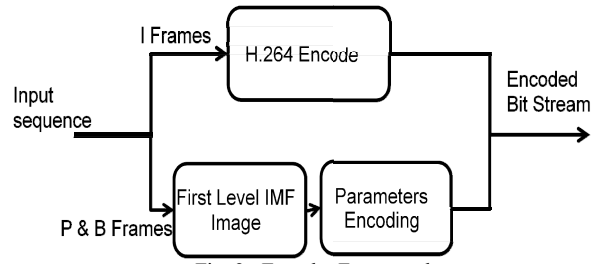 I Frames
H.264 Encode
Input
sequence
Encoded
Bit Stream
First Level IMF
Image
Parameters
Encoding
P & B Frames